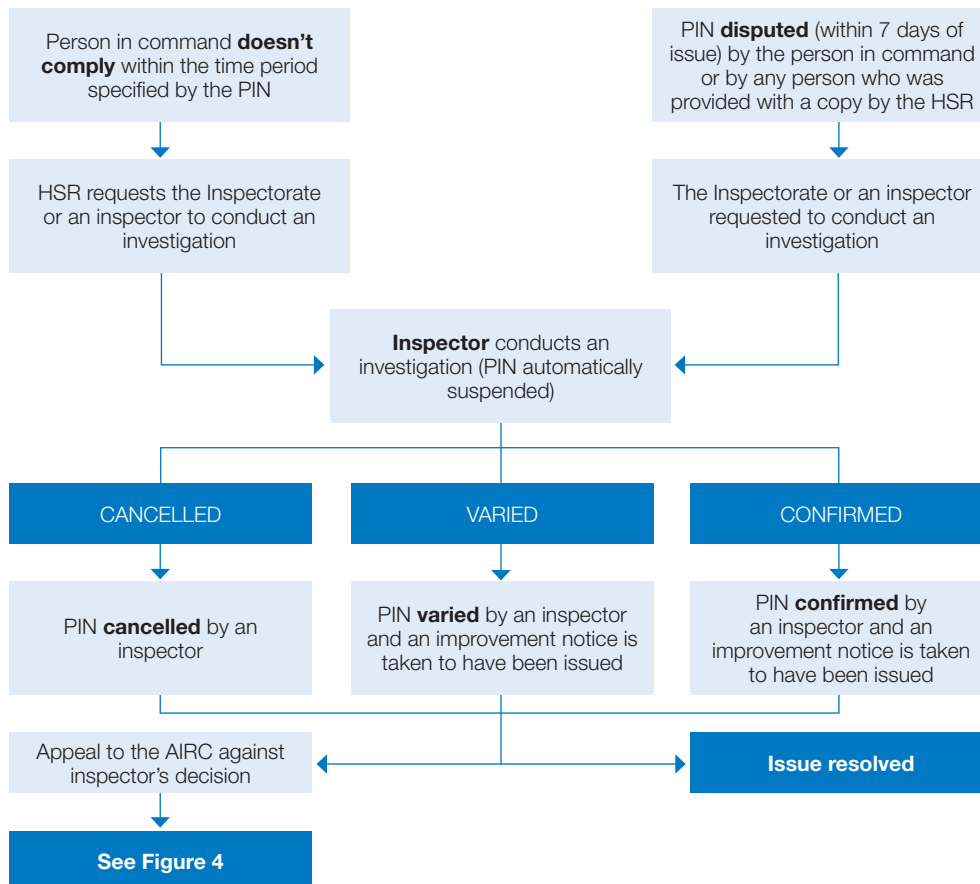 Person in command doesn't
comply within the time period
specified by the PIN
PIN disputed (within 7 days of
issue) by the person in command
or by any person who was
provided with a copy by the HSR
HSR requests the Inspectorate
or an inspector to conduct an
investigation
The Inspectorate or an inspector
requested to conduct an
investigation
Inspector conducts an
investigation (PIN automatically
suspended)
CANCELLED
VARIED
CONFIRMED
PIN cancelled by an
inspector
PIN varied by an inspector
and an improvement notice is
taken to have been issued
PIN confirmed by
an inspector and an
improvement notice is taken
to have been issued
Appeal to the AIRC against
inspector's decision
Issue resolved
See Figure 4